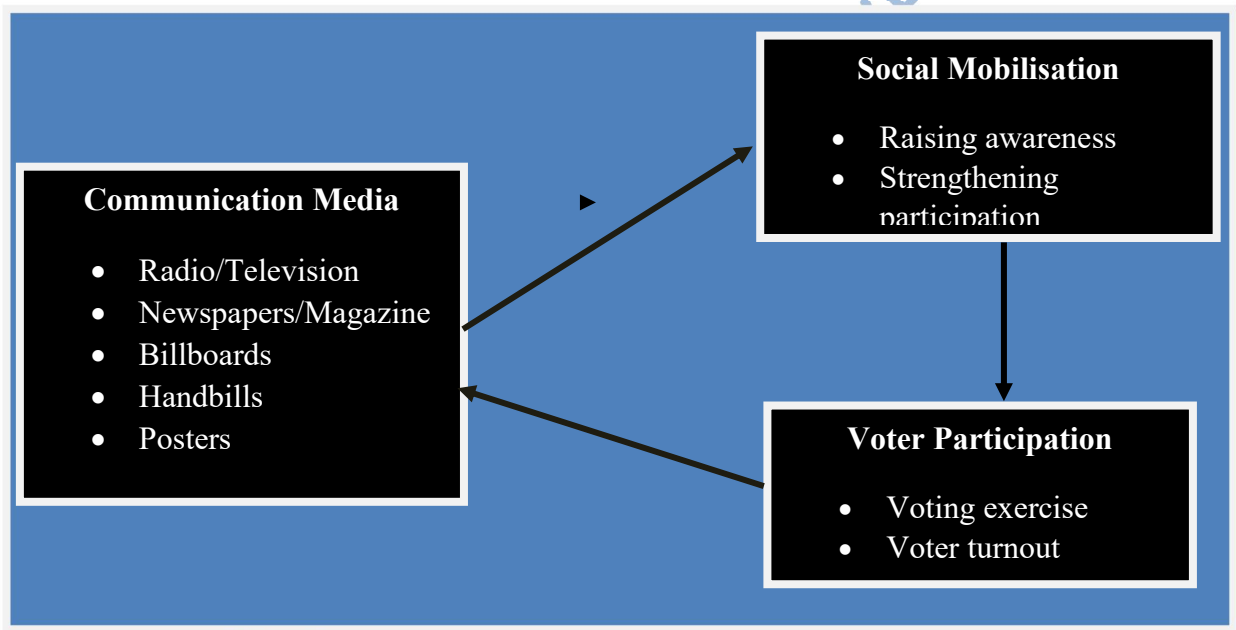 Communication Media
• Radio/Television
• Newspapers/Magazine
• Billboards
• Handbills
• Posters
Social Mobilisation
• Raising awareness
• Strengthening
participation
Voter Participation
• Voting exercise
• Voter turnout